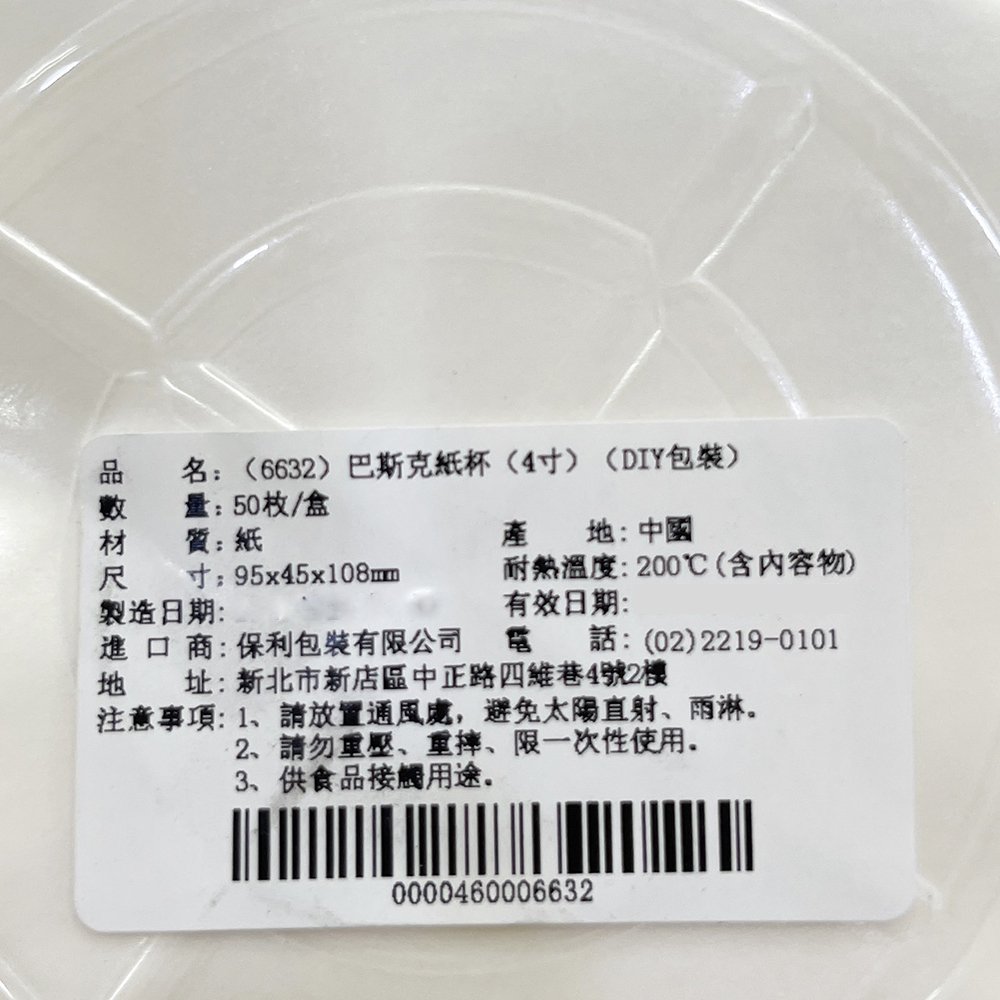 品　　名：（6632）巴斯克紙杯（4寸）（DIY包裝）
數　　量：50枚/盒
材　　質：紙　　產　　地：中國
尺　　寸：95x45x108㎜　　耐熱溫度：200℃(含內容物)
製造日期：　　有效日期：
進 口 商：保利包裝有限公司　　電　　話：(02)2219-0101
地　　址：新北市新店區中正路四維巷4號2樓
注意事項：1、請放置通風處，避免太陽直射、雨淋。
2、請勿重壓、重摔、限一次性使用。
3、供食品接觸用途。
0000460006632